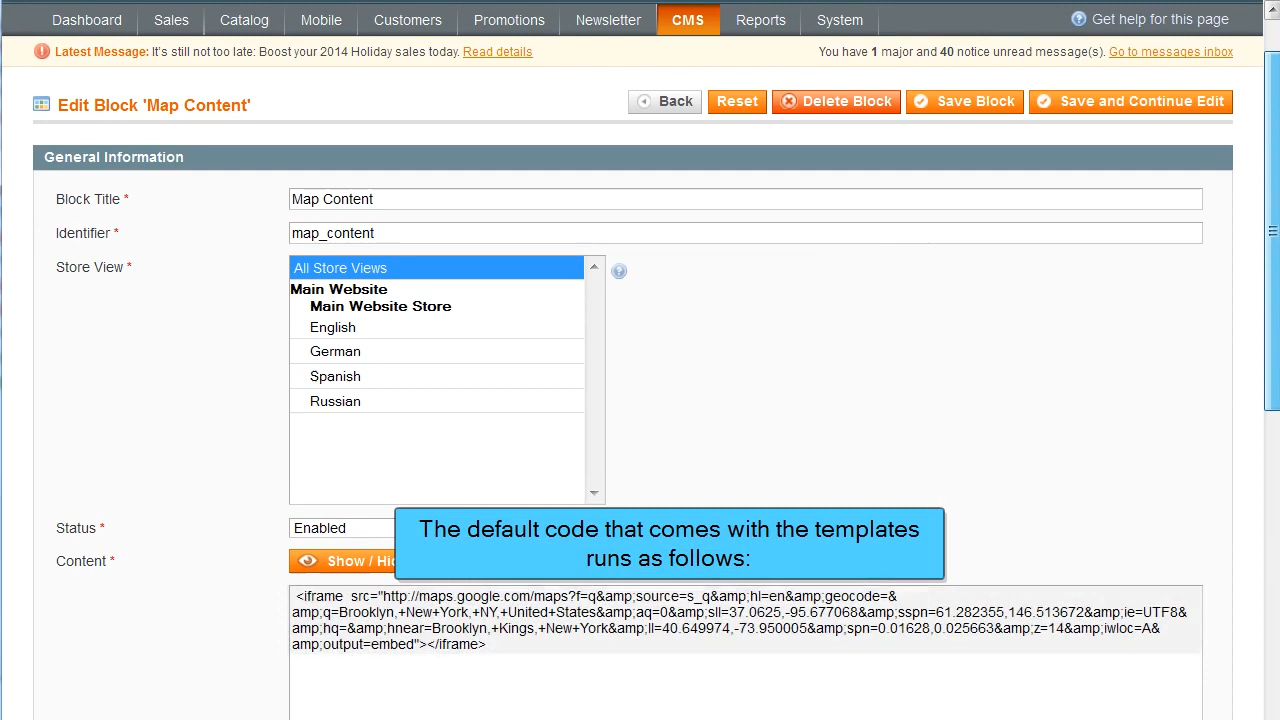 Dashboard Sales Catalog Mobile Customers Promotions Newsletter CMS Reports System Get help for this page
Latest Message: It's still not too late: Boost your 2014 Holiday sales today. Read details You have 1 major and 40 notice unread message(s). Go to messages inbox
Edit Block 'Map Content' Back Reset Delete Block Save Block Save and Continue Edit
General Information
Block Title * Map Content
Identifier * map_content
Store View * All Store Views
Main Website
Main Website Store
English
German
Spanish
Russian
Status * Enabled
The default code that comes with the templates
runs as follows:
Content * Show / Hi
<iframe src="http://maps.google.com/maps?f=q&amp;source=s_q&amp;hl=en&amp;geocode=&
amp;q=Brooklyn,+New+York,+NY,+United+States&amp;aq=0&amp;sll=37.0625,-95.677068&amp;sspn=61.282355,146.513672&amp;ie=UTF8&
amp;hq=&amp;hnear=Brooklyn,+Kings,+New+York&amp;ll=40.649974,-73.950005&amp;spn=0.01628,0.025663&amp;z=14&amp;iwloc=A&
amp;output=embed"></iframe>